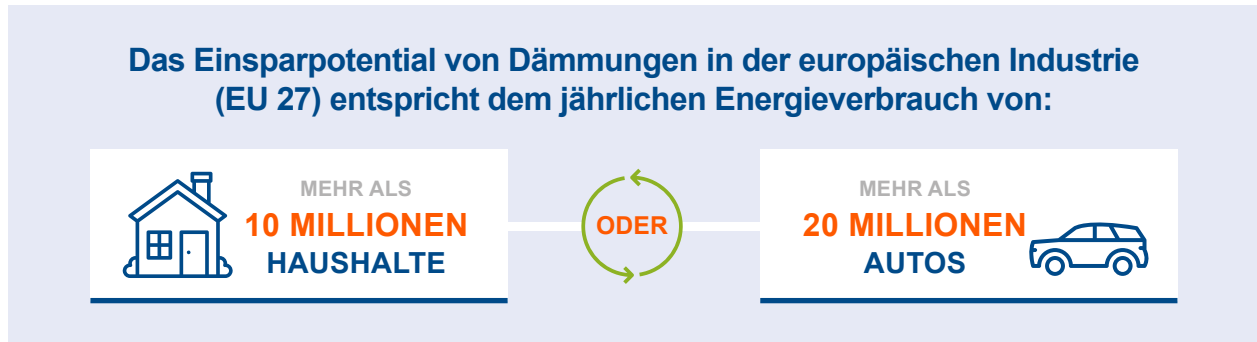 Das Einsparpotential von Dämmungen in der europäischen Industrie
(EU 27) entspricht dem jährlichen Energieverbrauch von:
MEHR ALS
10 MILLIONEN
HAUSHALTE
ODER
MEHR ALS
20 MILLIONEN
AUTOS